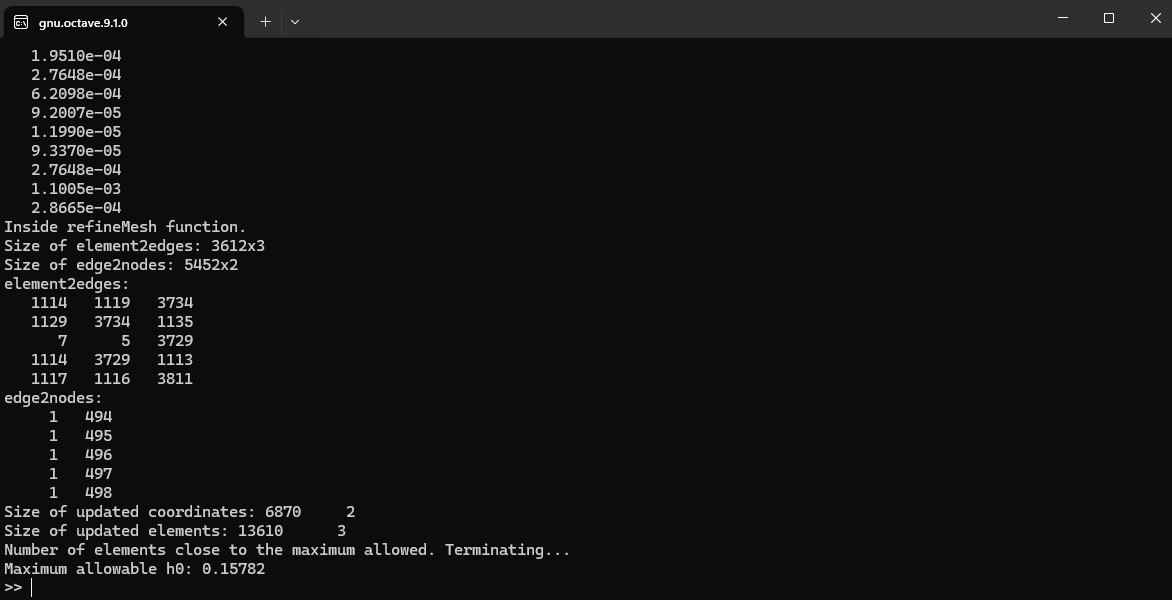 gnu.octave.9.1.0
1.9510e-04
2.7648e-04
6.2098e-04
9.2007e-05
1.1990e-05
9.3370e-05
2.7648e-04
1.1005e-03
2.8665e-04
Inside refineMesh function.
Size of element2edges: 3612x3
Size of edge2nodes: 5452x2
element2edges:
1114   1119   3734
1129   3734   1135
7      5   3729
1114   3729   1113
1117   1116   3811
edge2nodes:
1   494
1   495
1   496
1   497
1   498
Size of updated coordinates: 6870     2
Size of updated elements: 13610      3
Number of elements close to the maximum allowed. Terminating...
Maximum allowable h0: 0.15782
>>